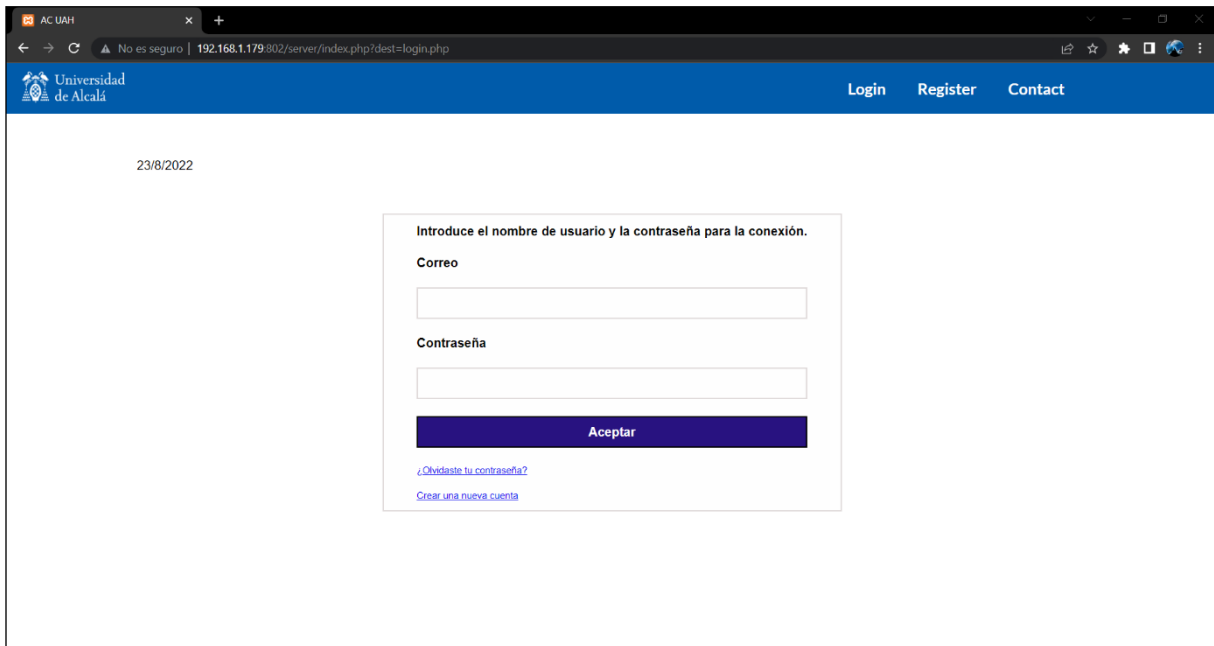 AC UAH
No es seguro | 192.168.1.179:802/server/index.php?dest=login.php
Universidad
de Alcalá
Login Register Contact
23/8/2022
Introduce el nombre de usuario y la contraseña para la conexión.
Correo
Contraseña
Aceptar
¿Olvidaste tu contraseña?
Crear una nueva cuenta